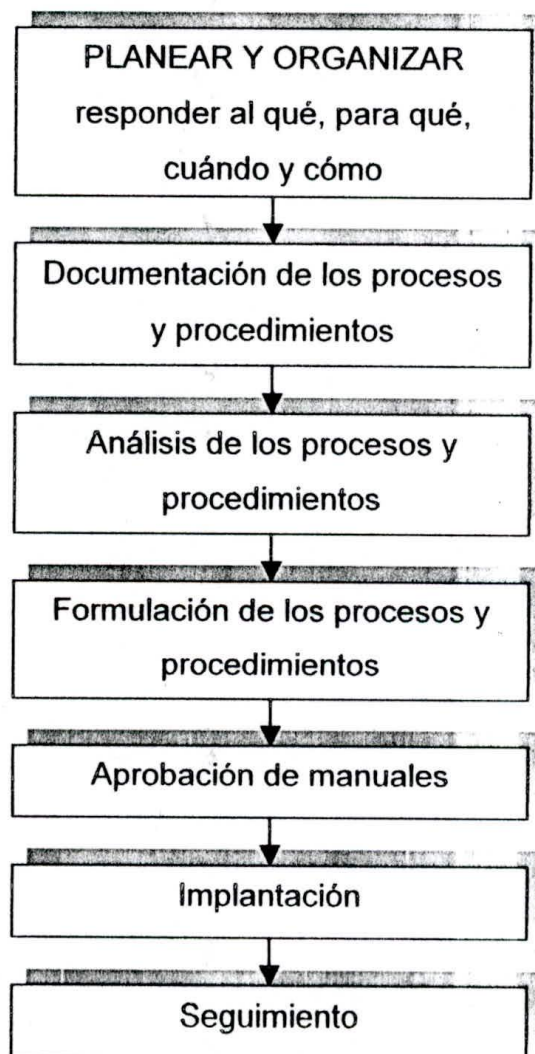 PLANEAR Y ORGANIZAR
responder al qué, para qué,
cuándo y cómo
Documentación de los procesos
y procedimientos
Análisis de los procesos y
procedimientos
Formulación de los procesos y
procedimientos
Aprobación de manuales
Implantación
Seguimiento